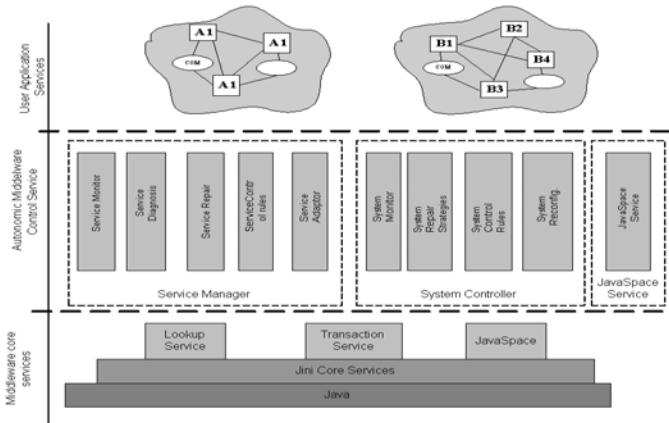 User Application
Services
A1
A1
COM
A1
B2
B1
B4
COM
B3
Autonomic Middelware
Control Service
Service Monitor
Service
Diagnosis
Service Repair
ServiceContr
ol rules
Service
Adaptor
Service Manager
System
Monitor
System
Repair
Strategies
System
Control
Rules
System
Reconfig.
System Controller
JavaSpace
Service
JavaSpace
Service
Middleware core
services
Lookup
Service
Transaction
Service
JavaSpace
Jini Core Services
Java